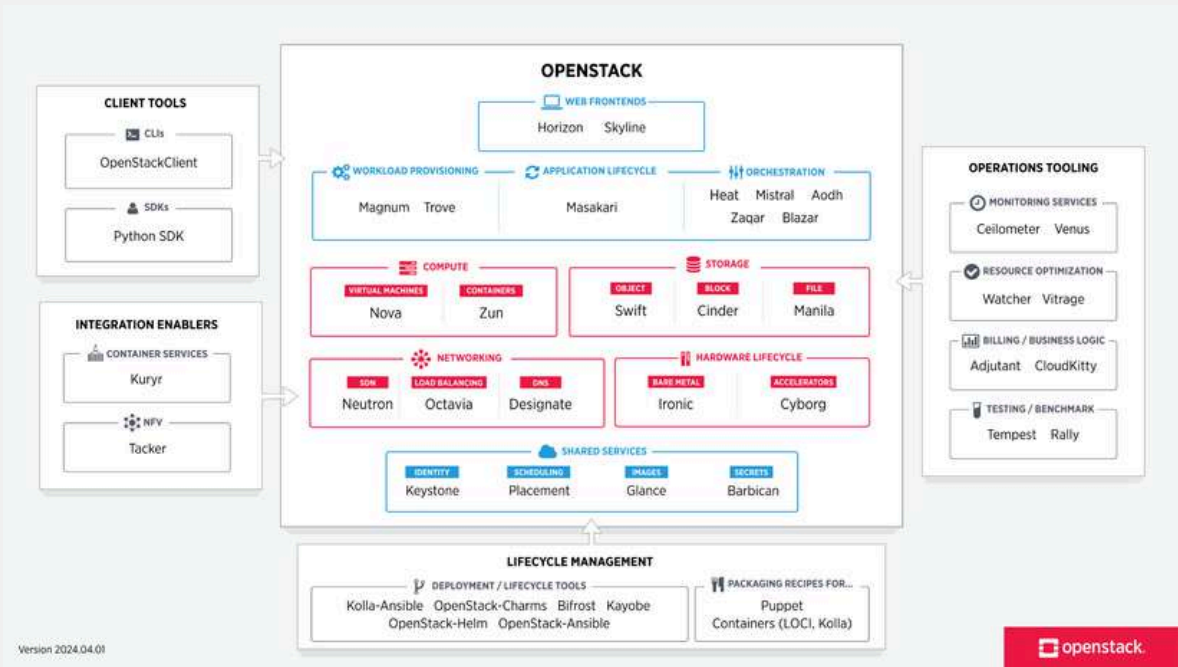 OPENSTACK
WEB FRONTENDS
Horizon Skyline
WORKLOAD PROVISIONING
Magnum Trove
APPLICATION LIFECYCLE
Masakari
ORCHESTRATION
Heat Mistral Aodh
Zaqar Blazar
COMPUTE
VIRTUAL MACHINES
Nova
CONTAINERS
Zun
STORAGE
OBJECT
Swift
BLOCK
Cinder
FILE
Manila
NETWORKING
SDN
Neutron
LOAD BALANCING
Octavia
DNS
Designate
HARDWARE LIFECYCLE
BARE METAL
Ironic
ACCELERATORS
Cyborg
SHARED SERVICES
IDENTITY
Keystone
SCHEDULING
Placement
IMAGES
Glance
SECRETS
Barbican
CLIENT TOOLS
CLIs
OpenStackClient
SDKs
Python SDK
INTEGRATION ENABLERS
CONTAINER SERVICES
Kuryr
NFV
Tacker
OPERATIONS TOOLING
MONITORING SERVICES
Ceilometer Venus
RESOURCE OPTIMIZATION
Watcher Vitrage
BILLING / BUSINESS LOGIC
Adjutant CloudKitty
TESTING / BENCHMARK
Tempest Rally
LIFECYCLE MANAGEMENT
DEPLOYMENT / LIFECYCLE TOOLS
Kolla-Ansible OpenStack-Charms Bifrost Kayobe
OpenStack-Helm OpenStack-Ansible
PACKAGING RECIPES FOR...
Puppet
Containers (LOCI, Kolla)
Version 2024.04.01
openstack.